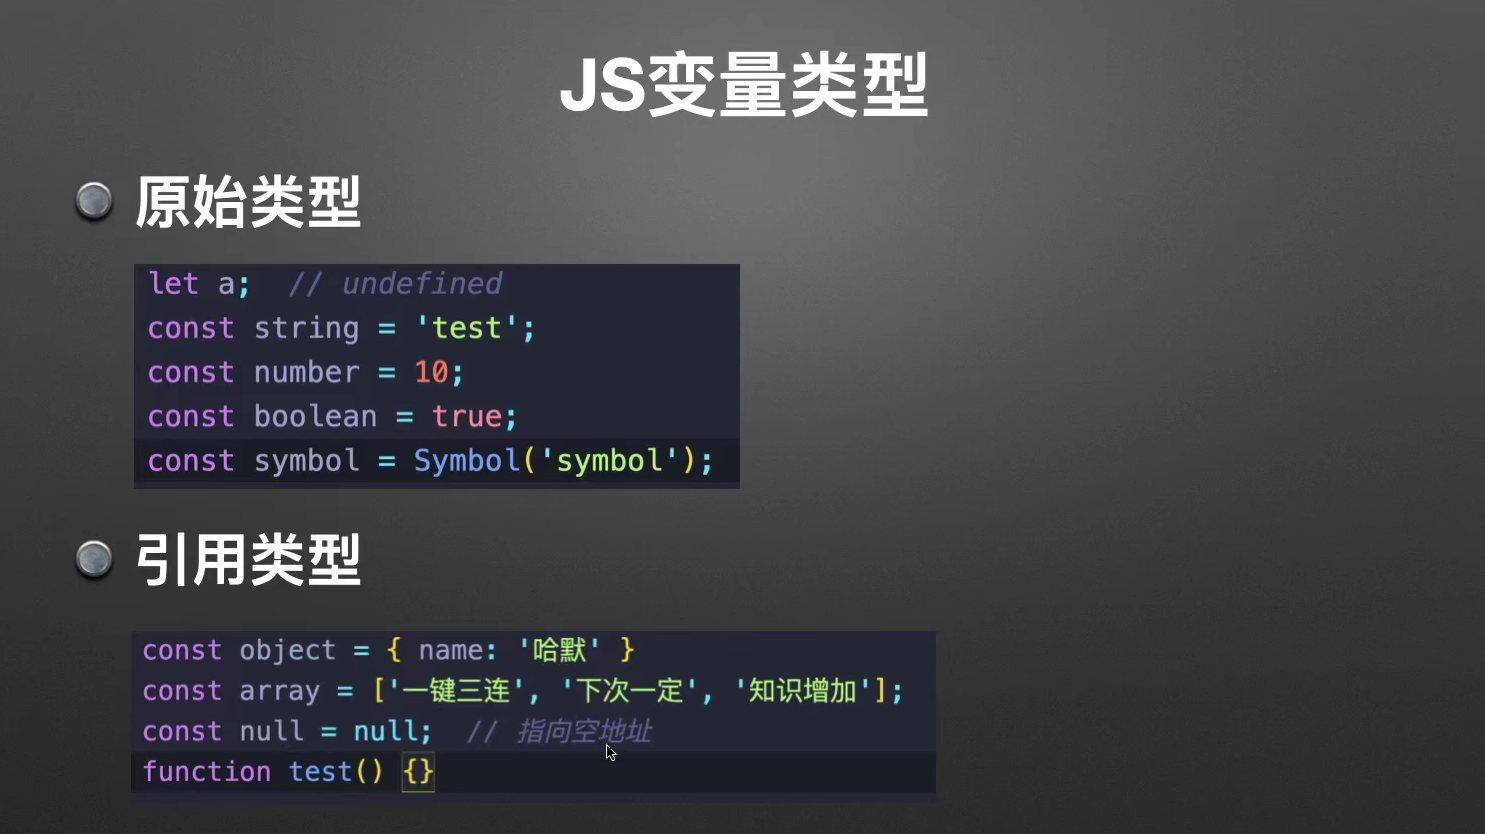 JS变量类型
原始类型
let a;  // undefined
const string = 'test';
const number = 10;
const boolean = true;
const symbol = Symbol('symbol');
引用类型
const object = { name: '哈默' }
const array = ['一键三连', '下次一定', '知识增加'];
const null = null;  // 指向空地址
function test() {}